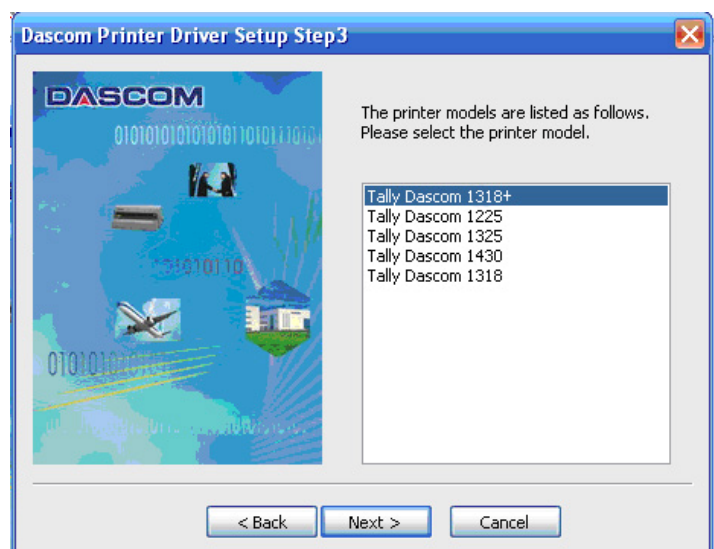 Dascom Printer Driver Setup Step3
DASCOM
The printer models are listed as follows.
Please select the printer model.
Tally Dascom 1318+
Tally Dascom 1225
Tally Dascom 1325
Tally Dascom 1430
Tally Dascom 1318
< Back
Next >
Cancel